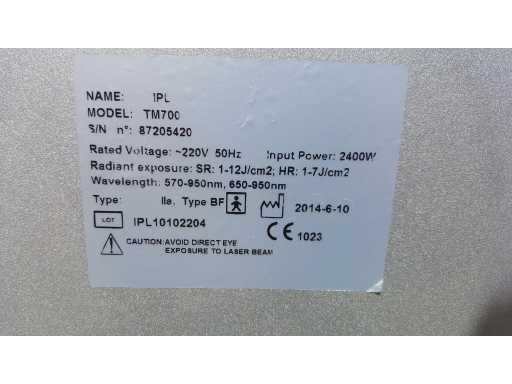 NAME: IPL
MODEL: TM700
S/N n°: 87205420
Rated Voltage: ~220V 50Hz Input Power: 2400W
Radiant exposure: SR: 1-12J/cm2; HR: 1-7J/cm2
Wavelength: 570-950nm, 650-950nm
Type: IIa, Type BF 2014-6-10
LOT IPL10102204 CE 1023
CAUTION:AVOID DIRECT EYE
EXPOSURE TO LASER BEAM